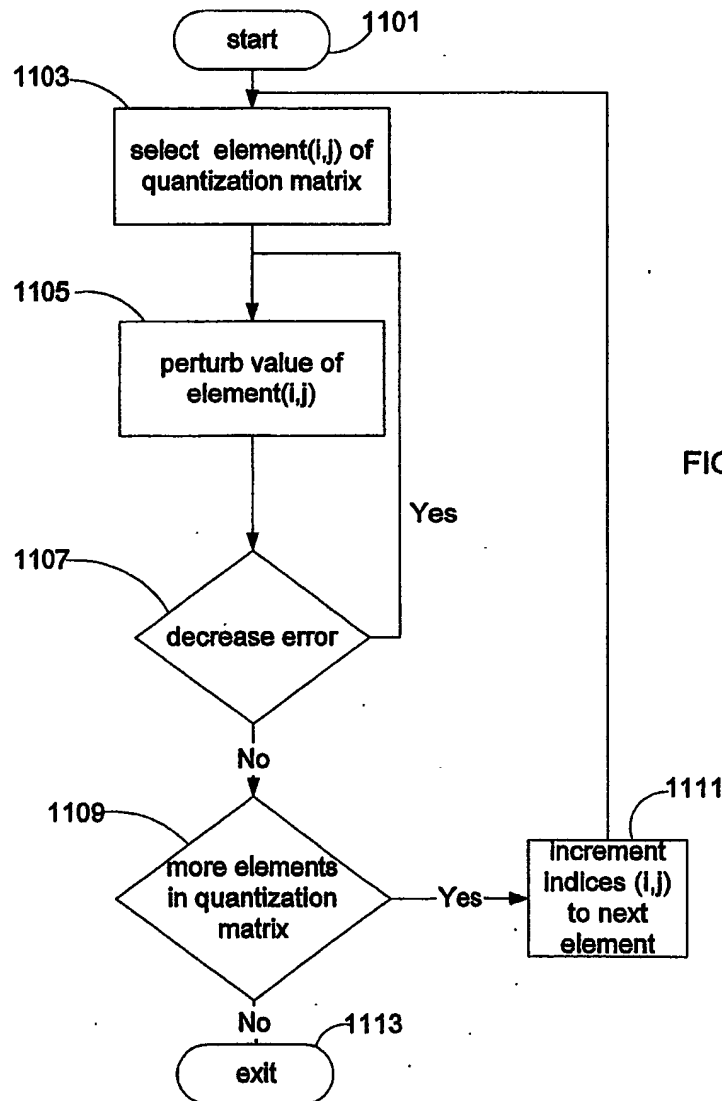 start
1101
1103
select element(i,j) of
quantization matrix
1105
perturb value of
element(i,j)
FIG
Yes
1107
decrease error
No
1109
more elements
in quantization
matrix
Yes
1111
increment
indices (i,j)
to next
element
No
1113
exit